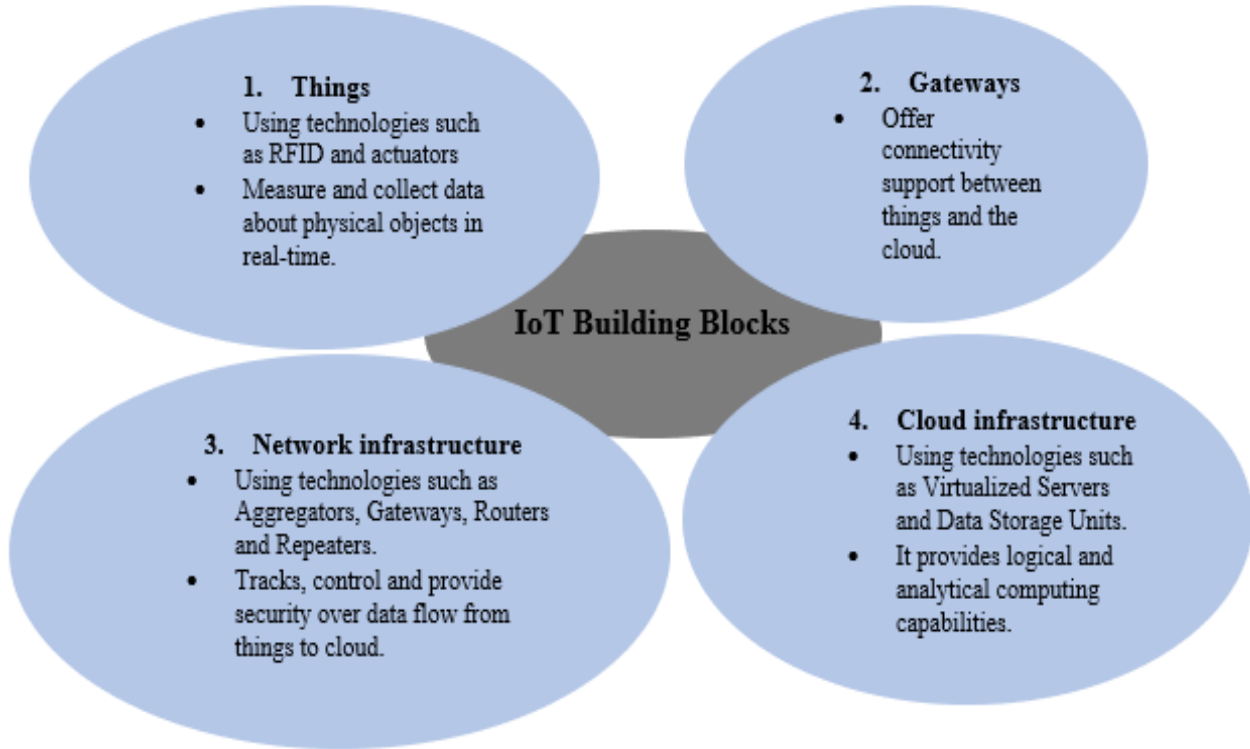 1. Things
• Using technologies such
as RFID and actuators
• Measure and collect data
about physical objects in
real-time.
2. Gateways
• Offer
connectivity
support between
things and the
cloud.
IoT Building Blocks
3. Network infrastructure
• Using technologies such as
Aggregators, Gateways, Routers
and Repeaters.
• Tracks, control and provide
security over data flow from
things to cloud.
4. Cloud infrastructure
• Using technologies such
as Virtualized Servers
and Data Storage Units.
• It provides logical and
analytical computing
capabilities.